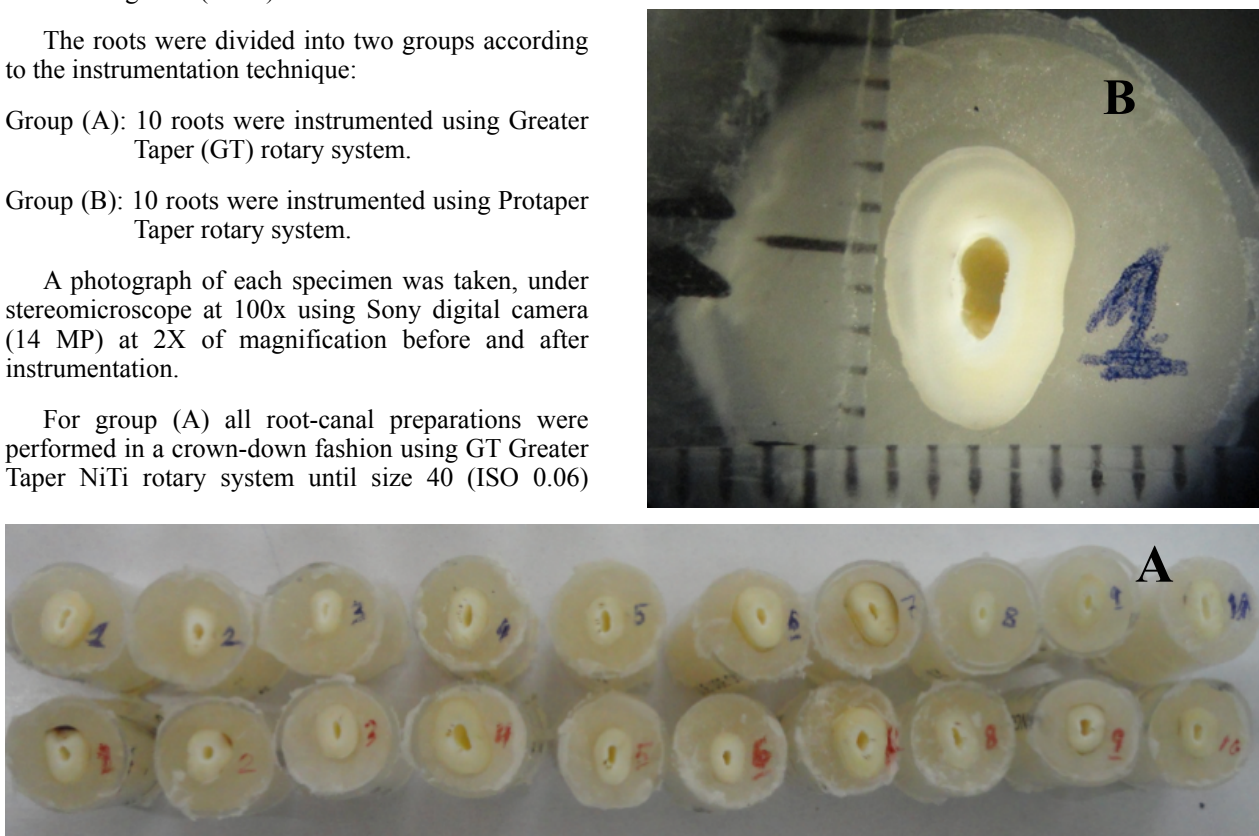 The roots were divided into two groups according
to the instrumentation technique:
Group (A): 10 roots were instrumented using Greater
Taper (GT) rotary system.
Group (B): 10 roots were instrumented using Protaper
Taper rotary system.
A photograph of each specimen was taken, under
stereomicroscope at 100x using Sony digital camera
(14 MP) at 2X of magnification before and after
instrumentation.
For group (A) all root-canal preparations were
performed in a crown-down fashion using GT Greater
Taper NiTi rotary system until size 40 (ISO 0.06)
B
1
A
1 2 3 4 5 6 7 8 9 10
1 2 3 4 5 6 8 9 10